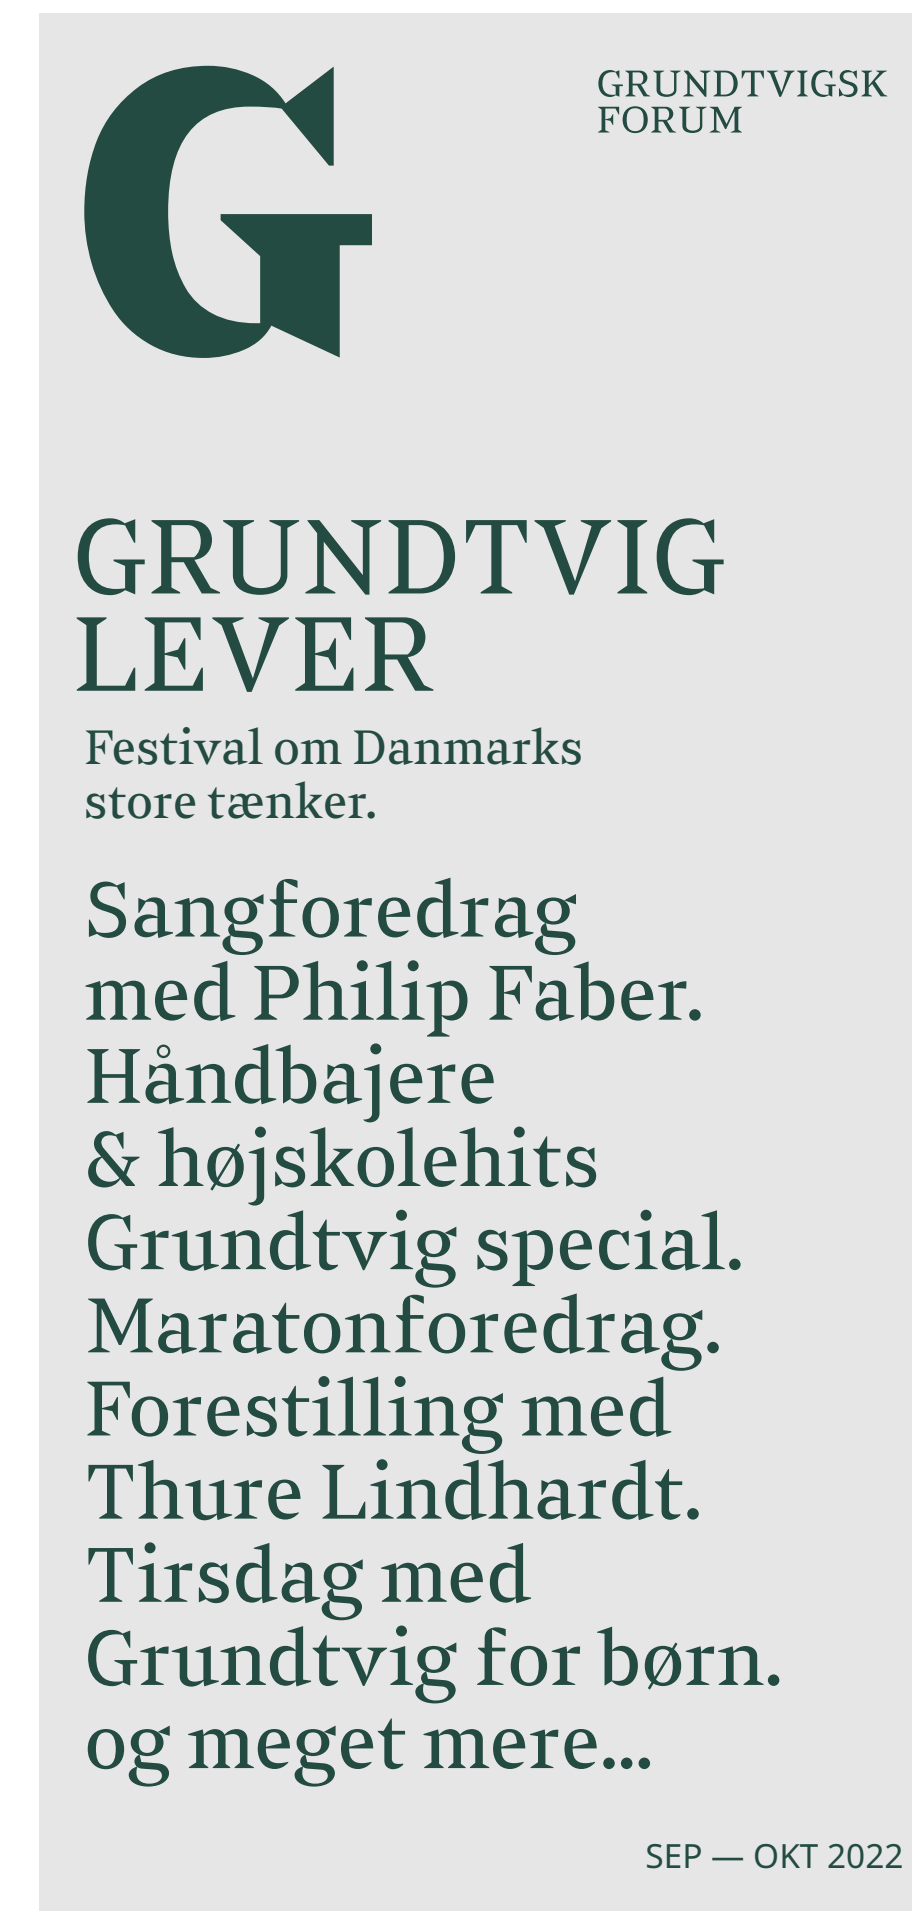 G
GRUNDTVIGSK
FORUM
GRUNDTVIG
LEVER
Festival om Danmarks
store tænker.
Sangforedrag
med Philip Faber.
Håndbajere
& højskolehits
Grundtvig special.
Maratonforedrag.
Forestilling med
Thure Lindhardt.
Tirsdag med
Grundtvig for børn.
og meget mere...
SEP — OKT 2022